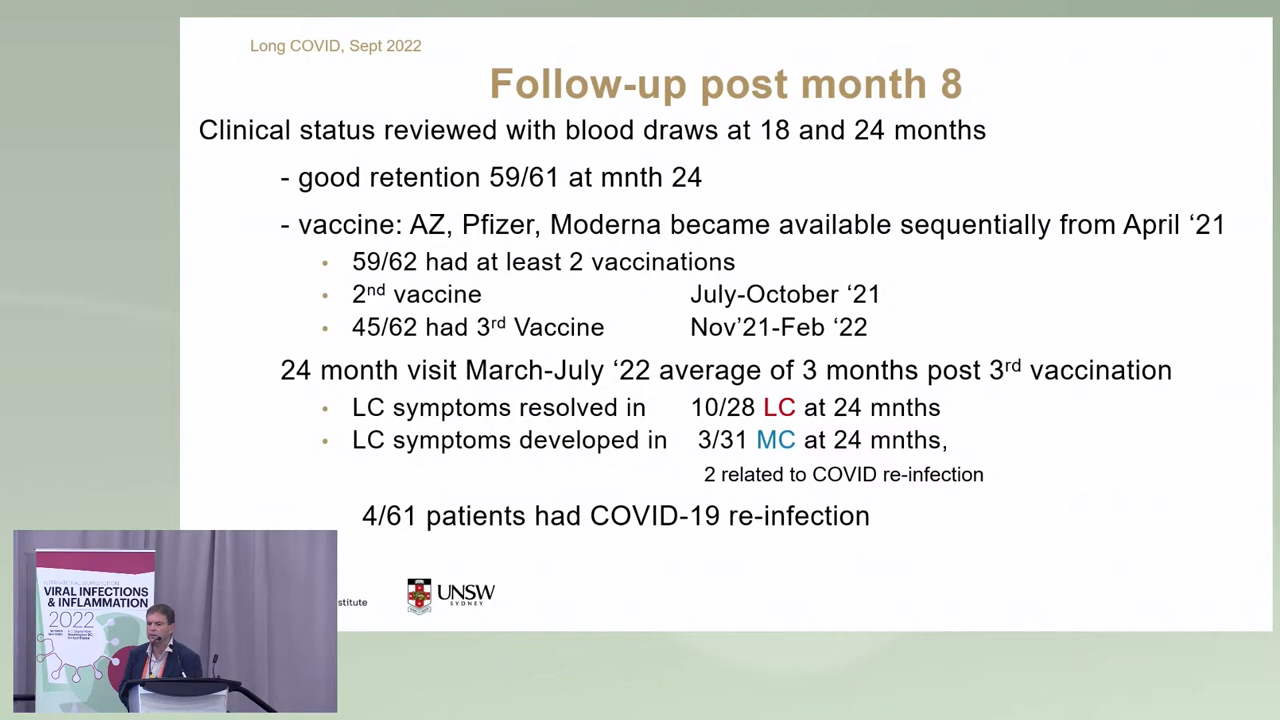 Long COVID, Sept 2022
Follow-up post month 8
Clinical status reviewed with blood draws at 18 and 24 months
- good retention 59/61 at mnth 24
- vaccine: AZ, Pfizer, Moderna became available sequentially from April ‘21
• 59/62 had at least 2 vaccinations
• 2nd vaccine July-October ‘21
• 45/62 had 3rd Vaccine Nov’21-Feb ‘22
24 month visit March-July ‘22 average of 3 months post 3rd vaccination
• LC symptoms resolved in 10/28 LC at 24 mnths
• LC symptoms developed in 3/31 MC at 24 mnths,
2 related to COVID re-infection
4/61 patients had COVID-19 re-infection
stitute
UNSW
SYDNEY
VIRAL INFECTIONS
& INFLAMMATION
2022